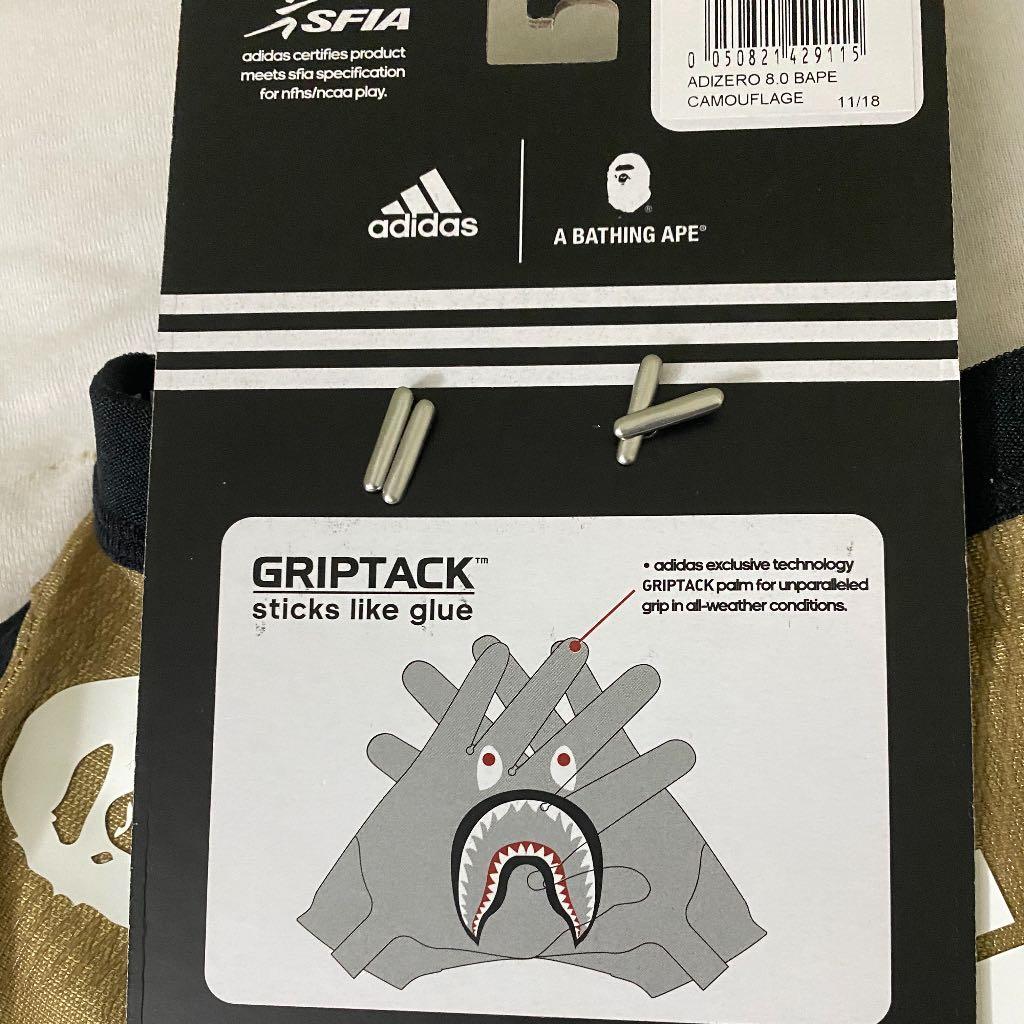 SFIA
adidas certifies product
meets sfia specification
for nfhs/ncaa play.
0 050821 429115
ADIZERO 8.0 BAPE
CAMOUFLAGE 11/18
adidas
A BATHING APE®
GRIPTACK™
sticks like glue
• adidas exclusive technology
GRIPTACK palm for unparalleled
grip in all-weather conditions.